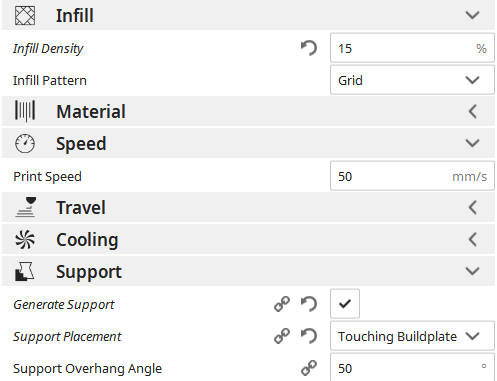 Infill
Infill Density 15 %
Infill Pattern Grid
Material
Speed
Print Speed 50 mm/s
Travel
Cooling
Support
Generate Support
Support Placement Touching Buildplate
Support Overhang Angle 50 °